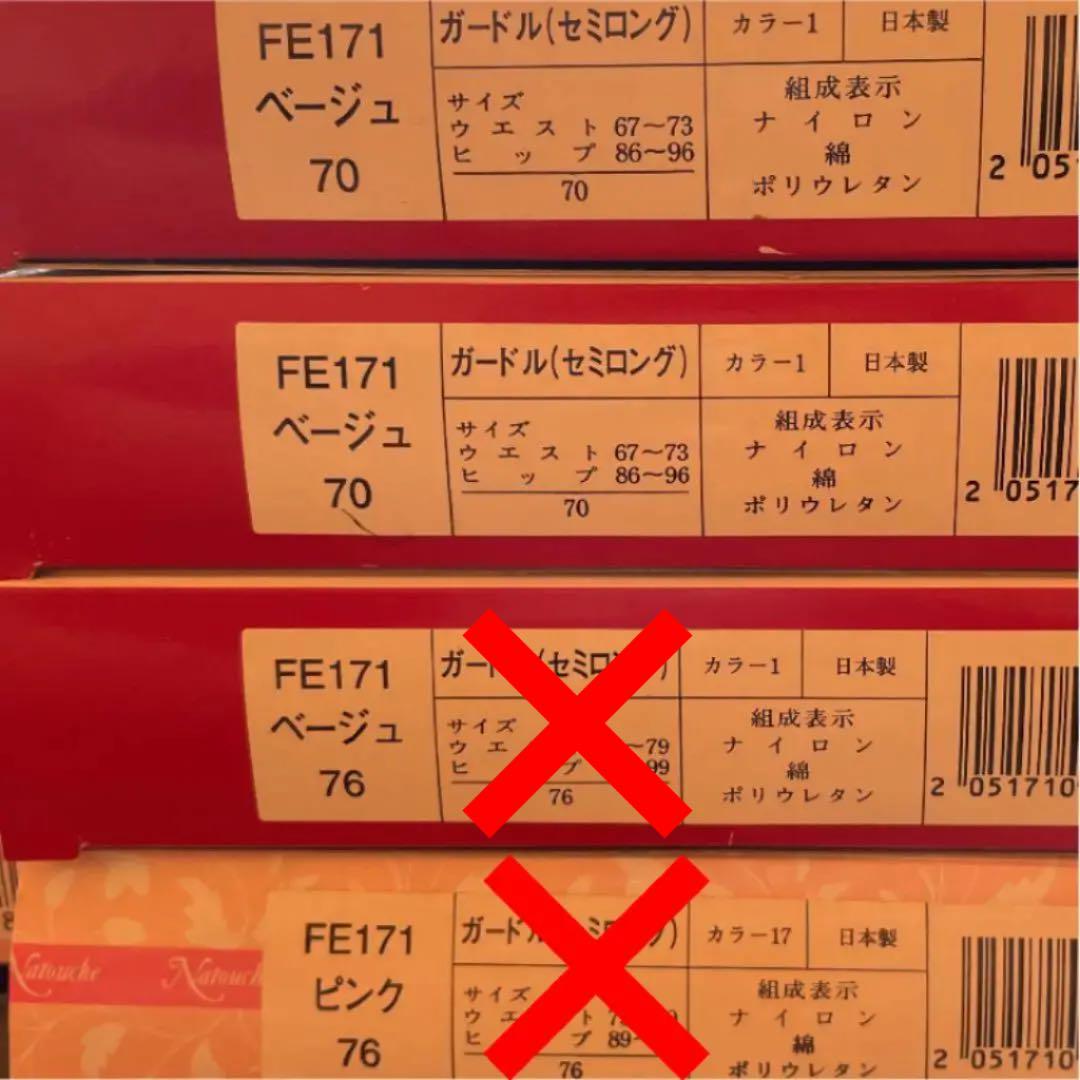 FE171
ベージュ
70
ガードル(セミロング)
サイズ
ウエスト 67～73
ヒップ 86～96
70
カラー1
日本製
組成表示
ナイロン
綿
ポリウレタン
2 05
FE171
ベージュ
70
ガードル(セミロング)
サイズ
ウエスト 67～73
ヒップ 86～96
70
カラー1
日本製
組成表示
ナイロン
綿
ポリウレタン
2 0517
FE171
ベージュ
76
サイズ
～79
99
76
カラー1
日本製
組成表示
ナイロン
綿
ポリウレタン
2 051710
Natouche Natouch
FE171
ピンク
76
サイズ
89
76
カラー17
日本製
組成表示
ナイロン
綿
ポリウレタン
2 051710